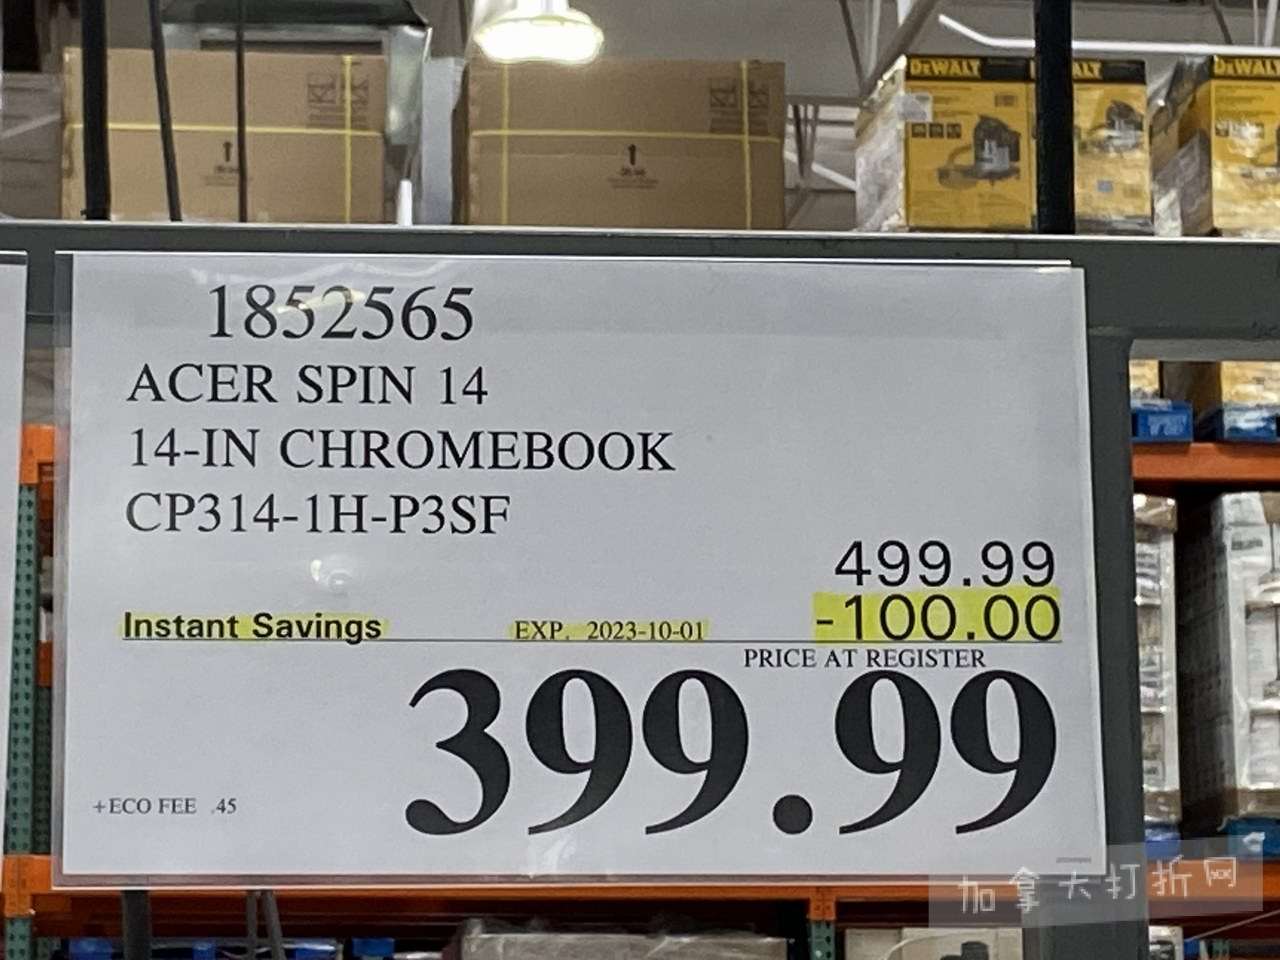 DEWALT
DEWALT
1852565
ACER SPIN 14
14-IN CHROMEBOOK
CP314-1H-P3SF
499.99
Instant Savings EXP. 2023-10-01 -100.00
PRICE AT REGISTER
399.99
+ECO FEE .45
加拿大打折网